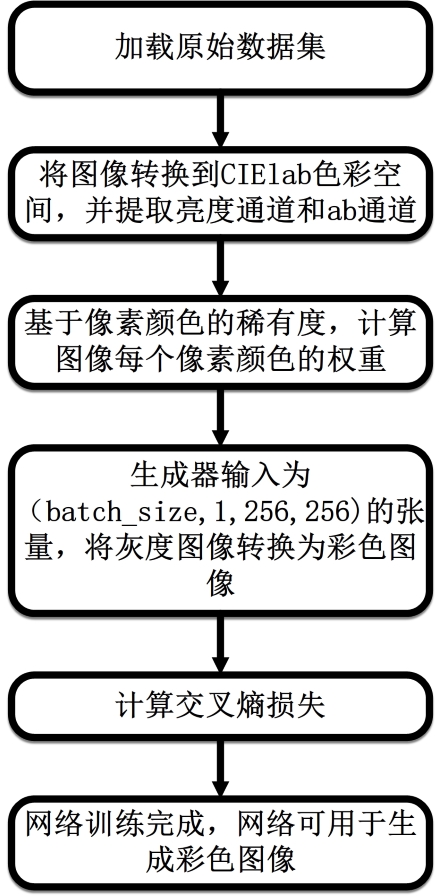 加载原始数据集
将图像转换到CIElab色彩空
间，并提取亮度通道和ab通道
基于像素颜色的稀有度，计算
图像每个像素颜色的权重
生成器输入为
（batch_size,1,256,256)的张
量，将灰度图像转换为彩色图
像
计算交叉熵损失
网络训练完成，网络可用于生
成彩色图像